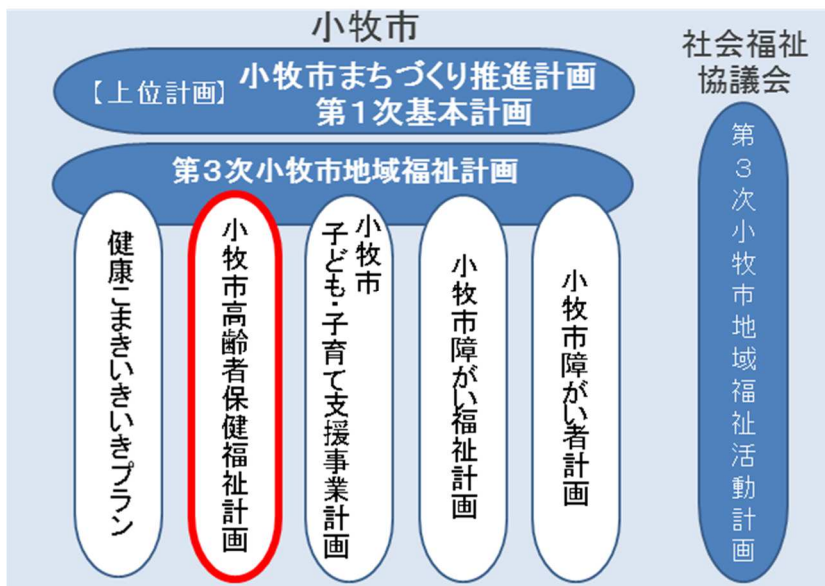 小牧市
【上位計画】小牧市まちづくり推進計画
第1次基本計画
第3次小牧市地域福祉計画
健康こまきいきいきプラン
小牧市高齢者保健福祉計画
小牧市
子ども・子育て支援事業計画
小牧市障がい福祉計画
小牧市障がい者計画
社会福祉
協議会
第3次小牧市地域福祉活動計画